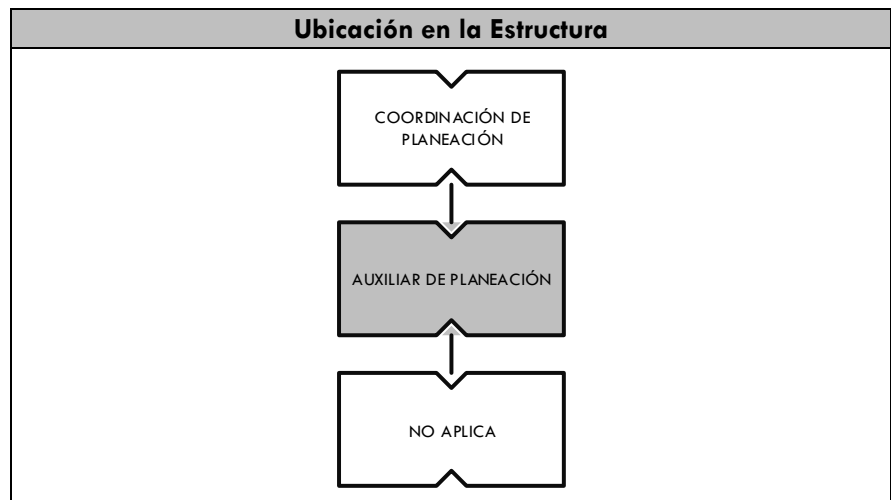 Ubicación en la Estructura
COORDINACIÓN DE
PLANEACIÓN
AUXILIAR DE PLANEACIÓN
NO APLICA